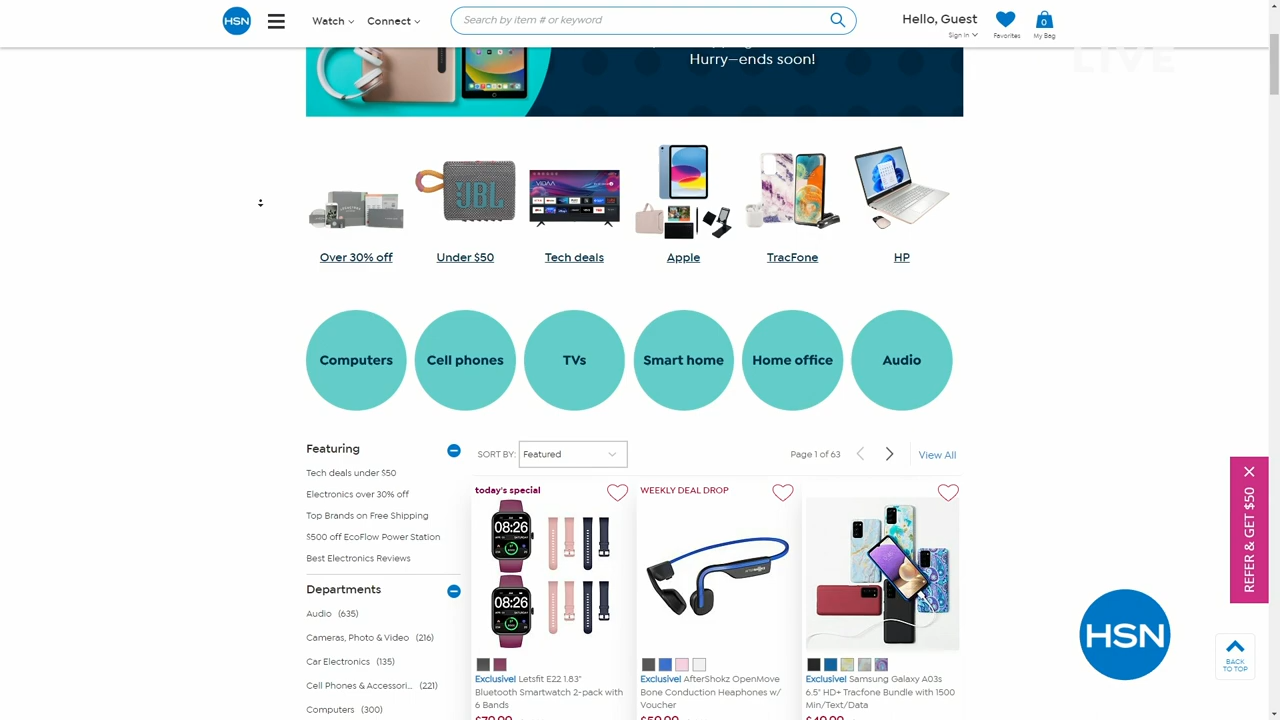 HSN
Watch
Connect
Search by item # or keyword
Hello, Guest
Sign In
Favorites
0
My Bag
LIVE
Hurry—ends soon!
JBL
VIDAA
Over 30% off
Under $50
Tech deals
Apple
TracFone
HP
Computers
Cell phones
TVs
Smart home
Home office
Audio
Featuring
Tech deals under $50
Electronics over 30% off
Top Brands on Free Shipping
$500 off EcoFlow Power Station
Best Electronics Reviews
Departments
Audio (635)
Cameras, Photo & Video (216)
Car Electronics (135)
Cell Phones & Accessori... (221)
Computers (300)
SORT BY: Featured
Page 1 of 63
View All
today's special
08:26
08:26
Exclusive! Letsfit E22 1.83"
Bluetooth Smartwatch 2-pack with
6 Bands
WEEKLY DEAL DROP
Exclusive! AfterShokz OpenMove
Bone Conduction Heaphones w/
Voucher
Exclusive! Samsung Galaxy A03s
6.5" HD+ Tracfone Bundle with 1500
Min/Text/Data
REFER & GET $50
HSN
BACK
TO TOP